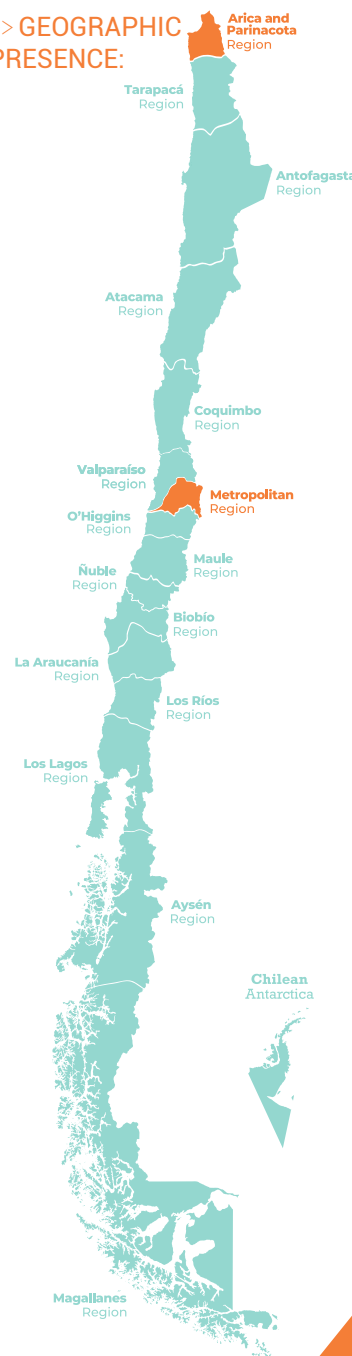 > GEOGRAPHIC
PRESENCE:
Arica and
Parinacota
Region
Tarapacá
Region
Antofagasta
Region
Atacama
Region
Coquimbo
Region
Valparaíso
Region
Metropolitan
Region
O'Higgins
Region
Maule
Region
Ñuble
Region
Biobío
Region
La Araucanía
Region
Los Ríos
Region
Los Lagos
Region
Aysén
Region
Chilean
Antarctica
Magallanes
Region